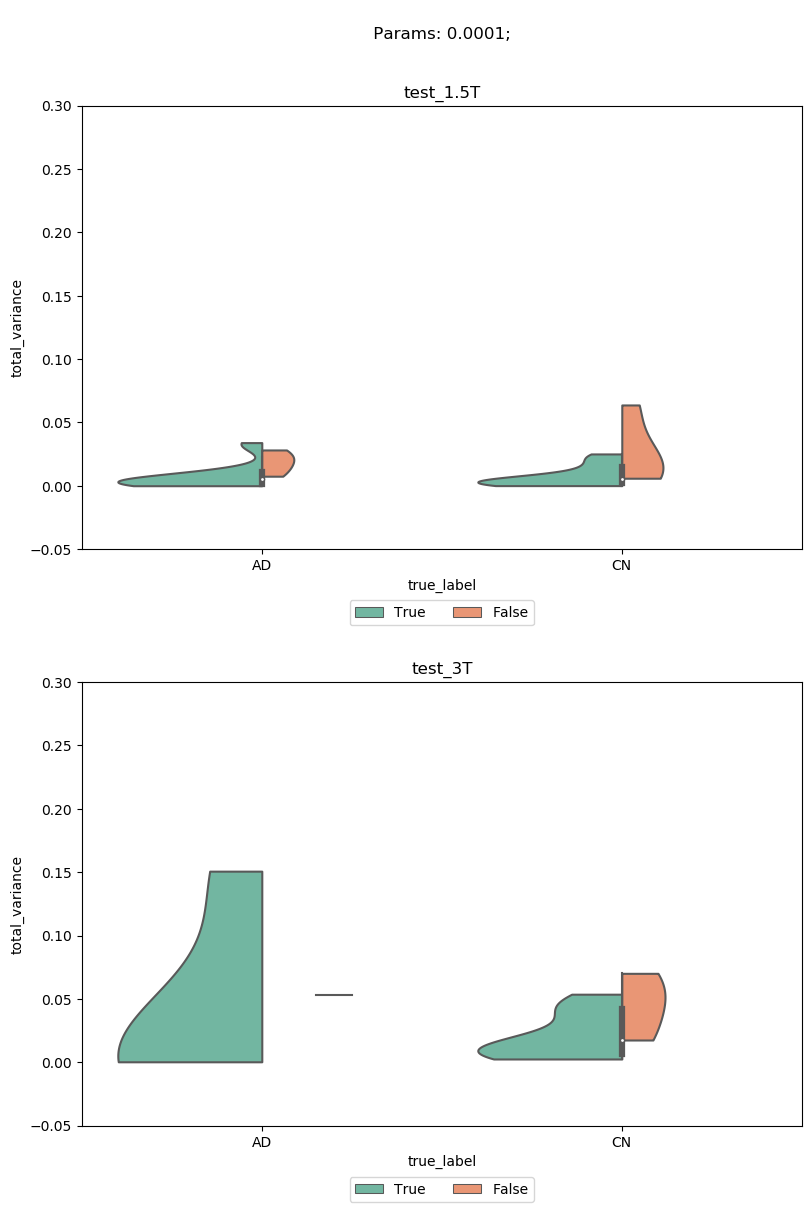 Params: 0.0001;
test_1.5T
0.30
0.25
0.20
0.15
0.10
0.05
0.00
−0.05
total_variance
AD CN
true_label
True False
test_3T
0.30
0.25
0.20
0.15
0.10
0.05
0.00
−0.05
total_variance
AD CN
true_label
True False